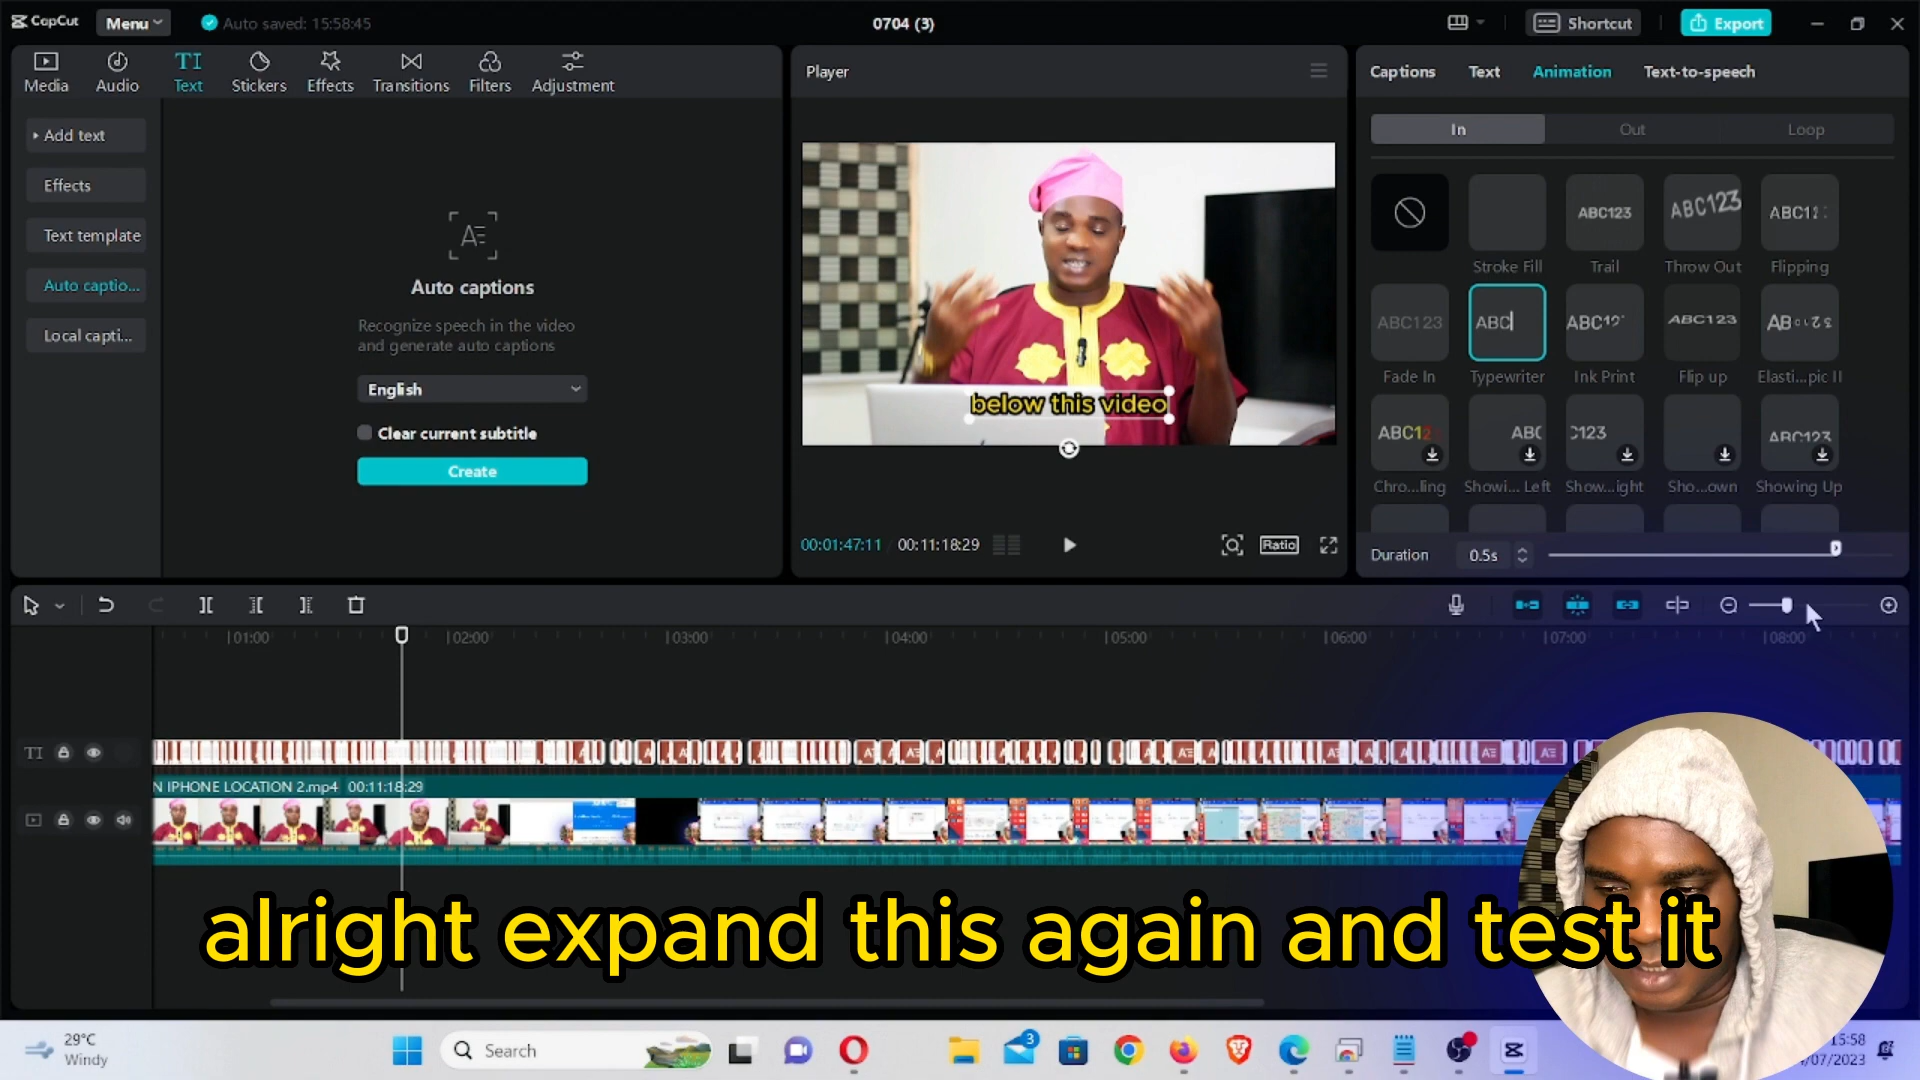 CapCut
Menu
Auto saved: 15:58:45
0704 (3)
Shortcut
Export
Media
Audio
TI
Text
Stickers
Effects
Transitions
Filters
Adjustment
Player
Captions
Text
Animation
Text-to-speech
Add text
Effects
Text template
Auto captio...
Local capti...
Auto captions
Recognize speech in the video
and generate auto captions
English
Clear current subtitle
Create
below this video
00:01:47:11
00:11:18:29
Ratio
In
Out
Loop
ABC123
ABC123
ABC12
Stroke Fill
Trail
Throw Out
Flipping
ABC123
ABC
ABC12
ABC123
Fade In
Typewriter
Ink Print
Flip up
Elasti...pic II
ABC12
ABC
C123
ABC123
Chro...ling
Showi... Left
Show...ight
Sho...own
Showing Up
Duration
0.5s
01:00
02:00
03:00
04:00
05:00
06:00
07:00
08:00
TI
N IPHONE LOCATION 2.mp4
00:11:18:29
alright expand this again and test it
29°C
Windy
Search
3
15:58
/07/2023